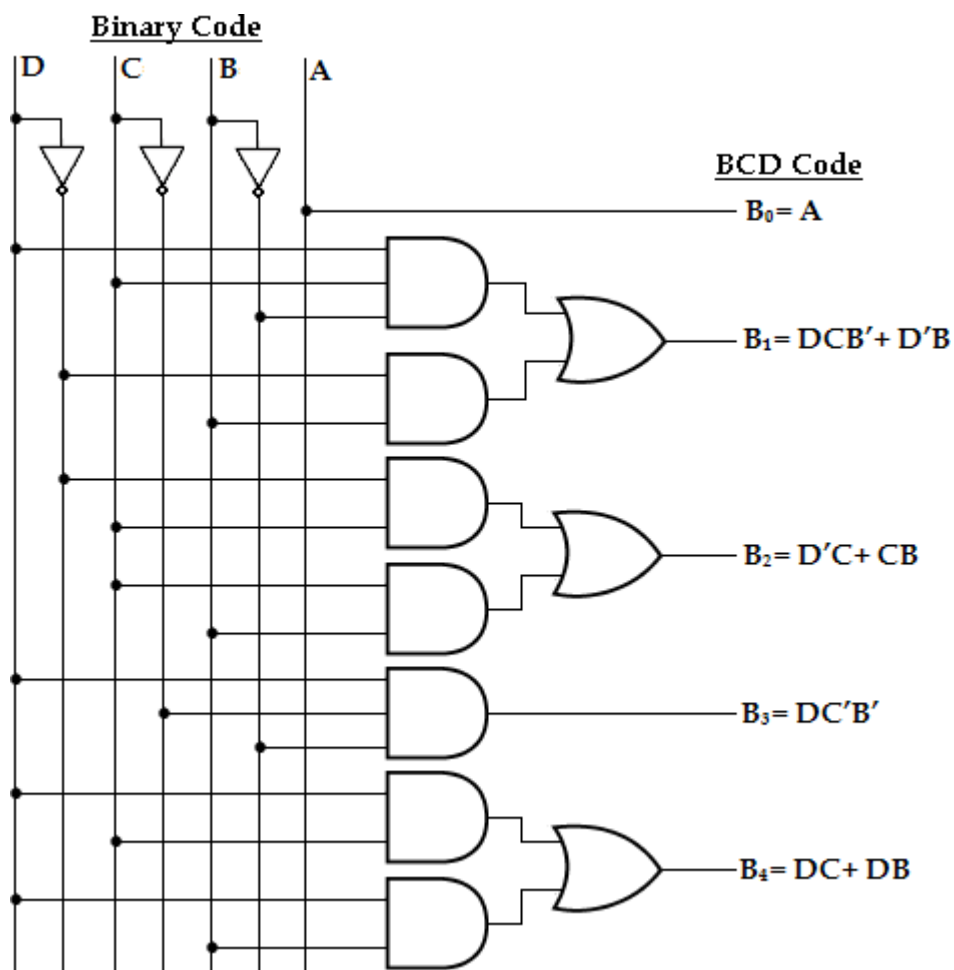 Binary Code
D C B A
BCD Code
B₀= A
B₁= DCB′+ D′B
B₂= D′C+ CB
B₃= DC′B′
B₄= DC+ DB